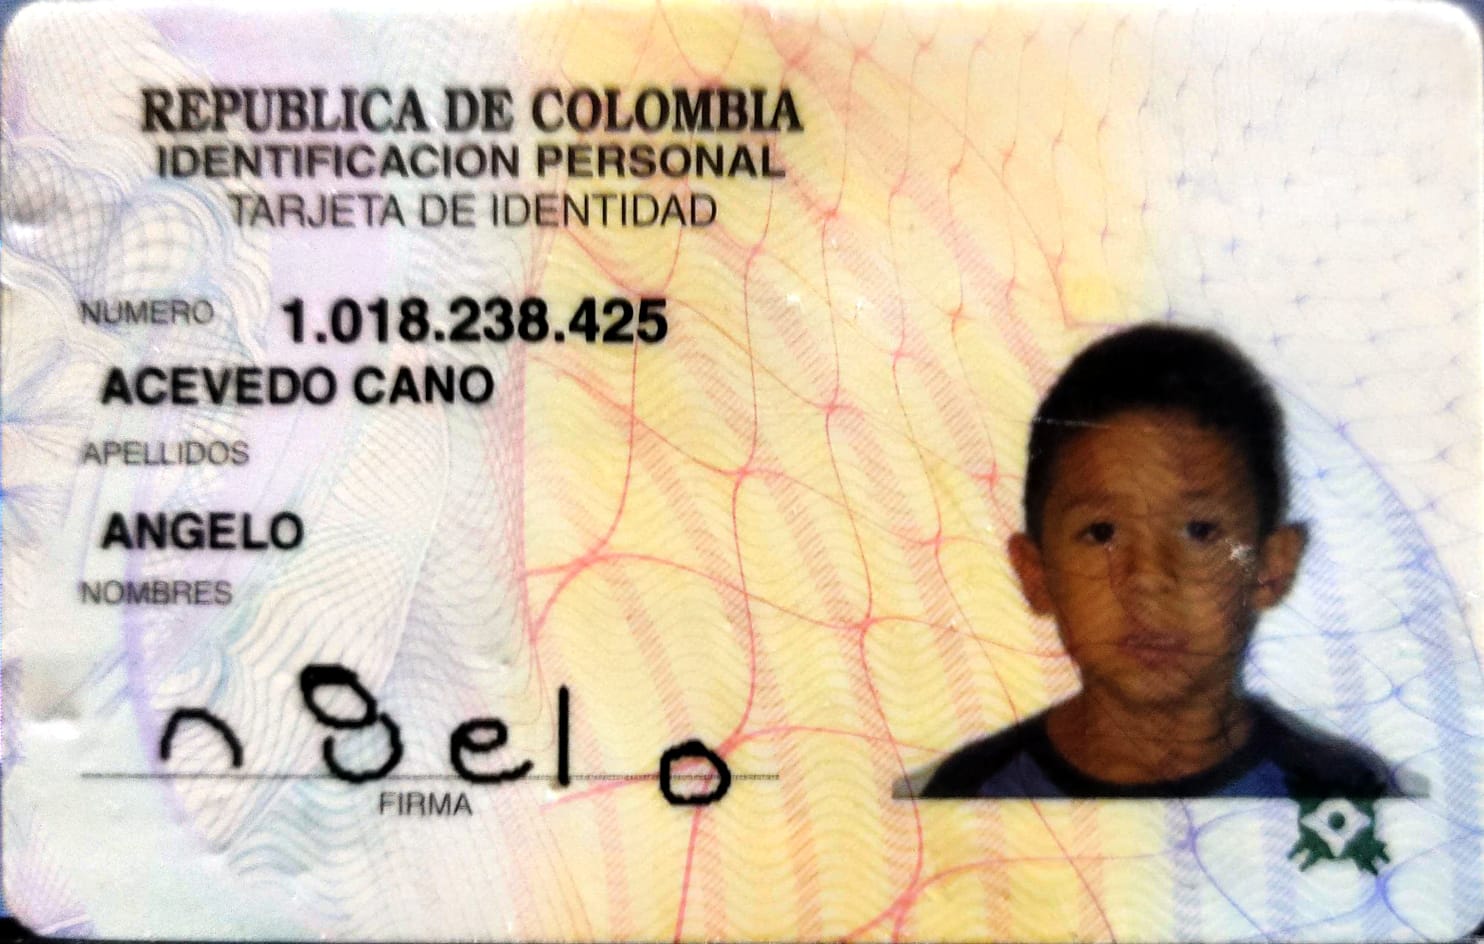 REPUBLICA DE COLOMBIA
IDENTIFICACION PERSONAL
TARJETA DE IDENTIDAD
NUMERO 1.018.238.425
ACEVEDO CANO
APELLIDOS
ANGELO
NOMBRES
ngelo
FIRMA